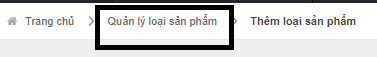 Trang chủ > Quản lý loại sản phẩm > Thêm loại sản phẩm